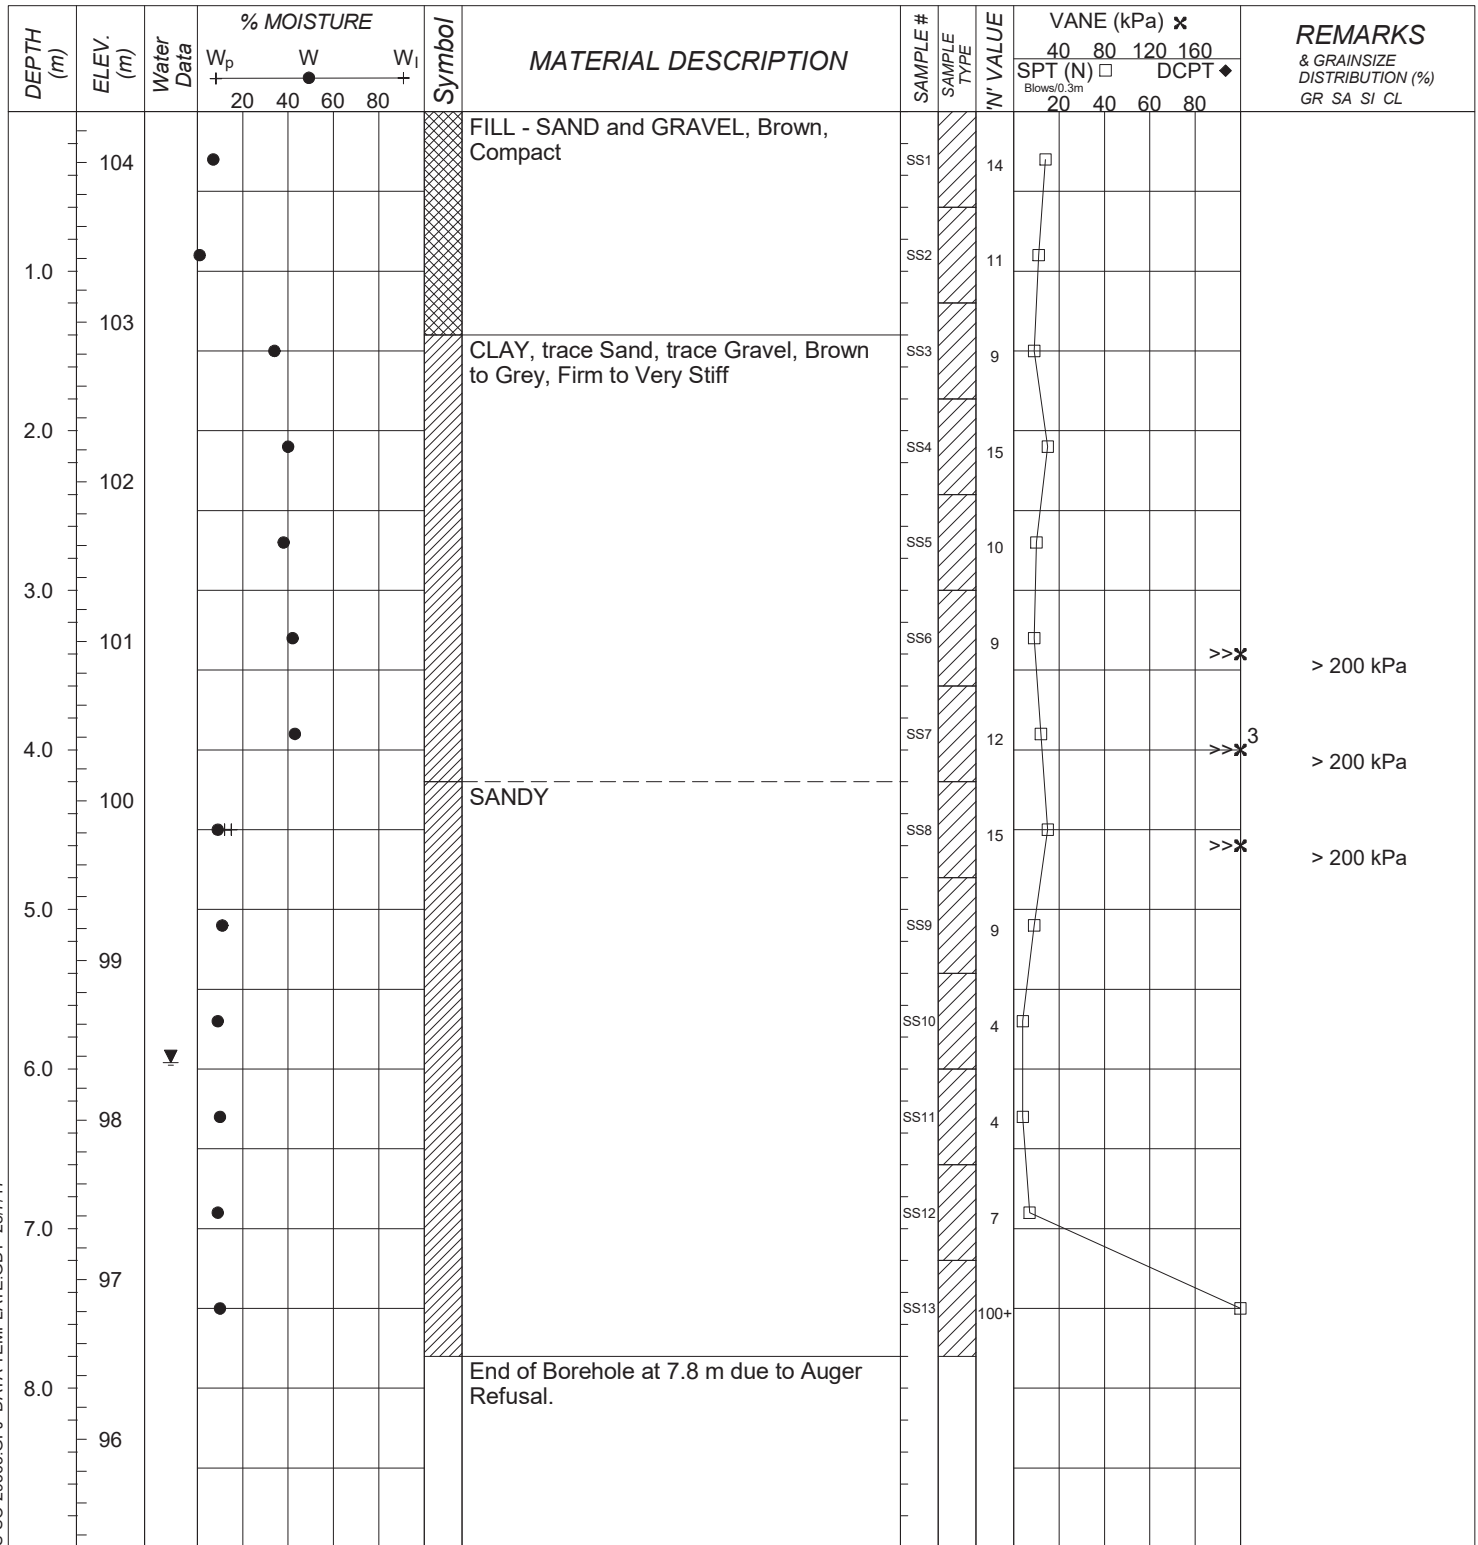 DEPTH (m)
ELEV. (m)
Water Data
% MOISTURE
Wp W Wl
20 40 60 80
Symbol
MATERIAL DESCRIPTION
SAMPLE #
SAMPLE TYPE
'N' VALUE
VANE (kPa)
40 80 120 160
SPT (N) DCPT
Blows/0.3m
20 40 60 80
REMARKS
& GRAINSIZE
DISTRIBUTION (%)
GR SA SI CL
FILL - SAND and GRAVEL, Brown,
Compact
104 SS1 14
SS2 11
1.0
103
CLAY, trace Sand, trace Gravel, Brown
to Grey, Firm to Very Stiff
SS3 9
2.0
SS4 15
102
SS5 10
3.0
101 SS6 9
>> > 200 kPa
SS7 12 3
4.0 >> > 200 kPa
SANDY
100
SS8 15
>> > 200 kPa
5.0
SS9 9
99
SS10 4
6.0
98 SS11 4
SS12 7
7.0
97
SS13 100+
End of Borehole at 7.8 m due to Auger
Refusal.
8.0
96